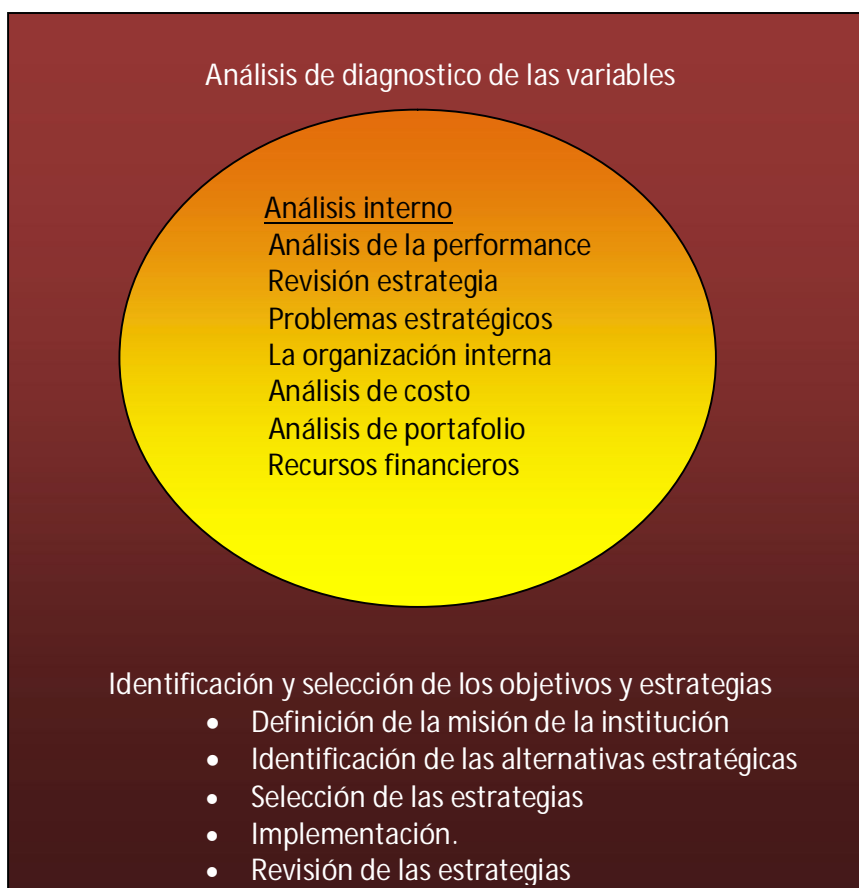 Análisis de diagnostico de las variables
Análisis interno
Análisis de la performance
Revisión estrategia
Problemas estratégicos
La organización interna
Análisis de costo
Análisis de portafolio
Recursos financieros
Identificación y selección de los objetivos y estrategias
• Definición de la misión de la institución
• Identificación de las alternativas estratégicas
• Selección de las estrategias
• Implementación.
• Revisión de las estrategias